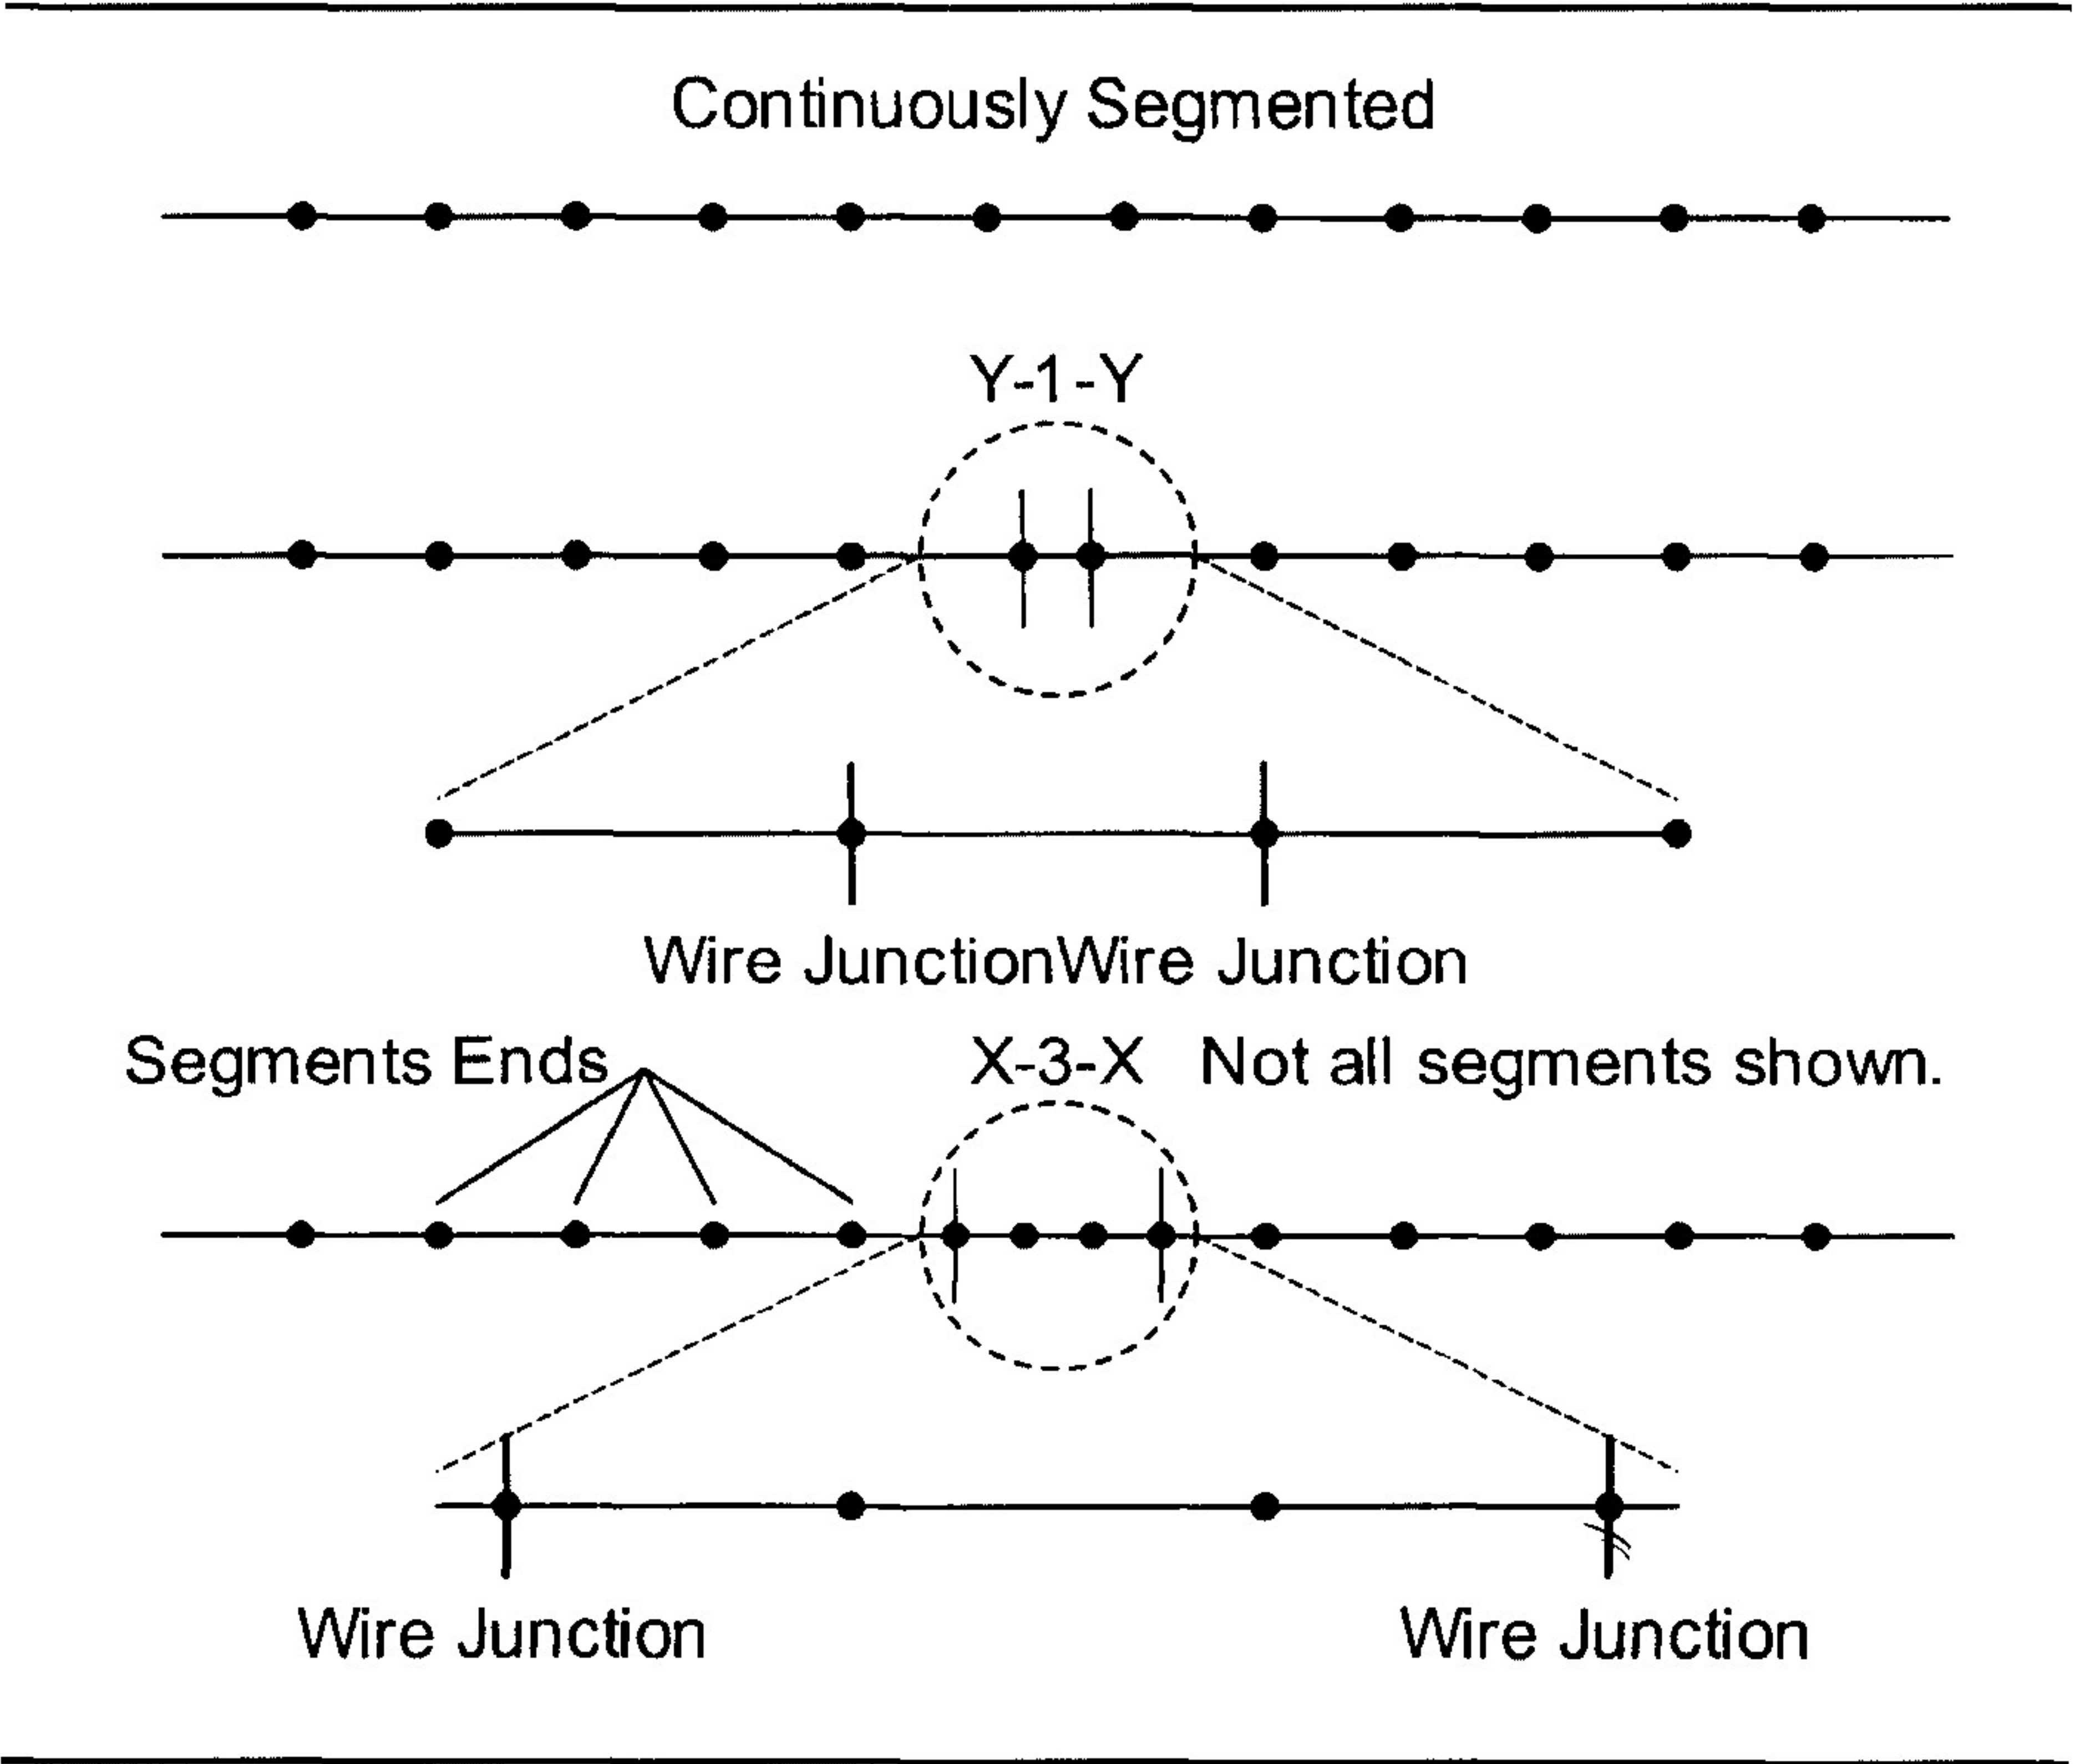 Continuously Segmented
Y-1-Y
Wire JunctionWire Junction
Segments Ends
X-3-X Not all segments shown.
Wire Junction Wire Junction